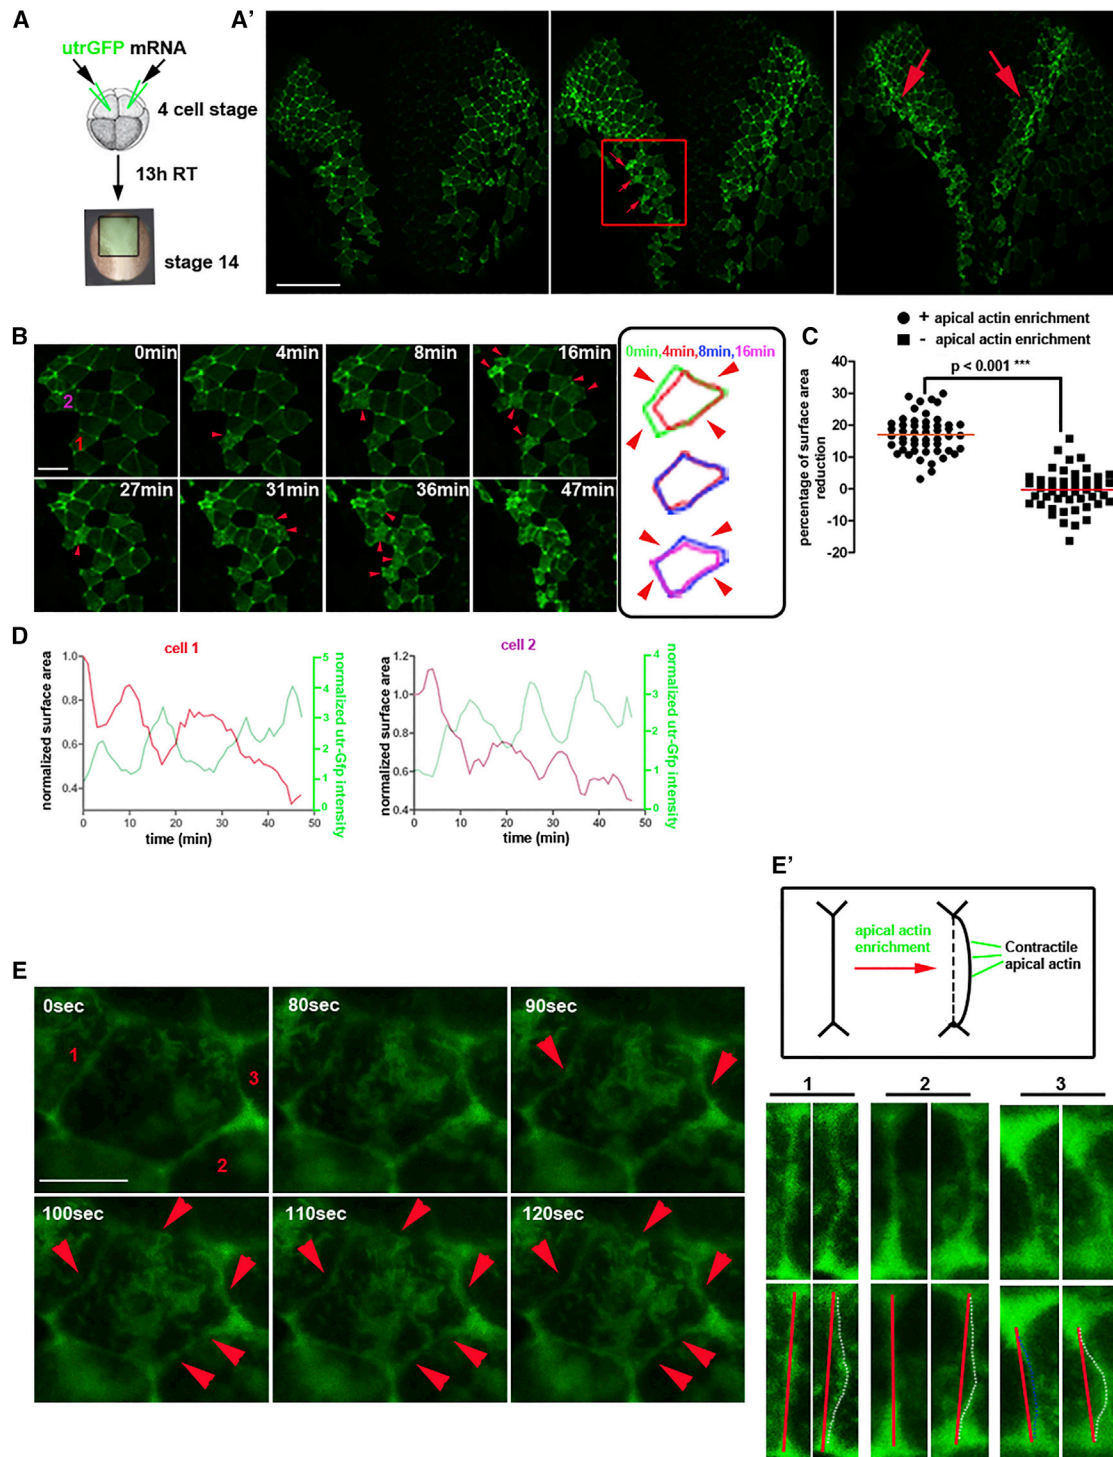 A
utrGFP mRNA
4 cell stage
13h RT
stage 14
A'
B
0min
4min
8min
16min
2
1
27min
31min
36min
47min
0min,4min,8min,16min
C
+ apical actin enrichment
- apical actin enrichment
p < 0.001 ***
percentage of surface area
reduction
40
30
20
10
0
-10
-20
D
cell 1
normalized surface area
1.0
0.8
0.6
0.4
0
10
20
30
40
50
time (min)
5
4
3
2
1
0
normalized utr-Gfp intensity
cell 2
normalized surface area
1.2
1.0
0.8
0.6
0.4
0
10
20
30
40
50
time (min)
4
3
2
1
0
normalized utr-Gfp intensity
E
0sec
80sec
90sec
1
3
2
100sec
110sec
120sec
E'
apical actin
enrichment
Contractile
apical actin
1
2
3